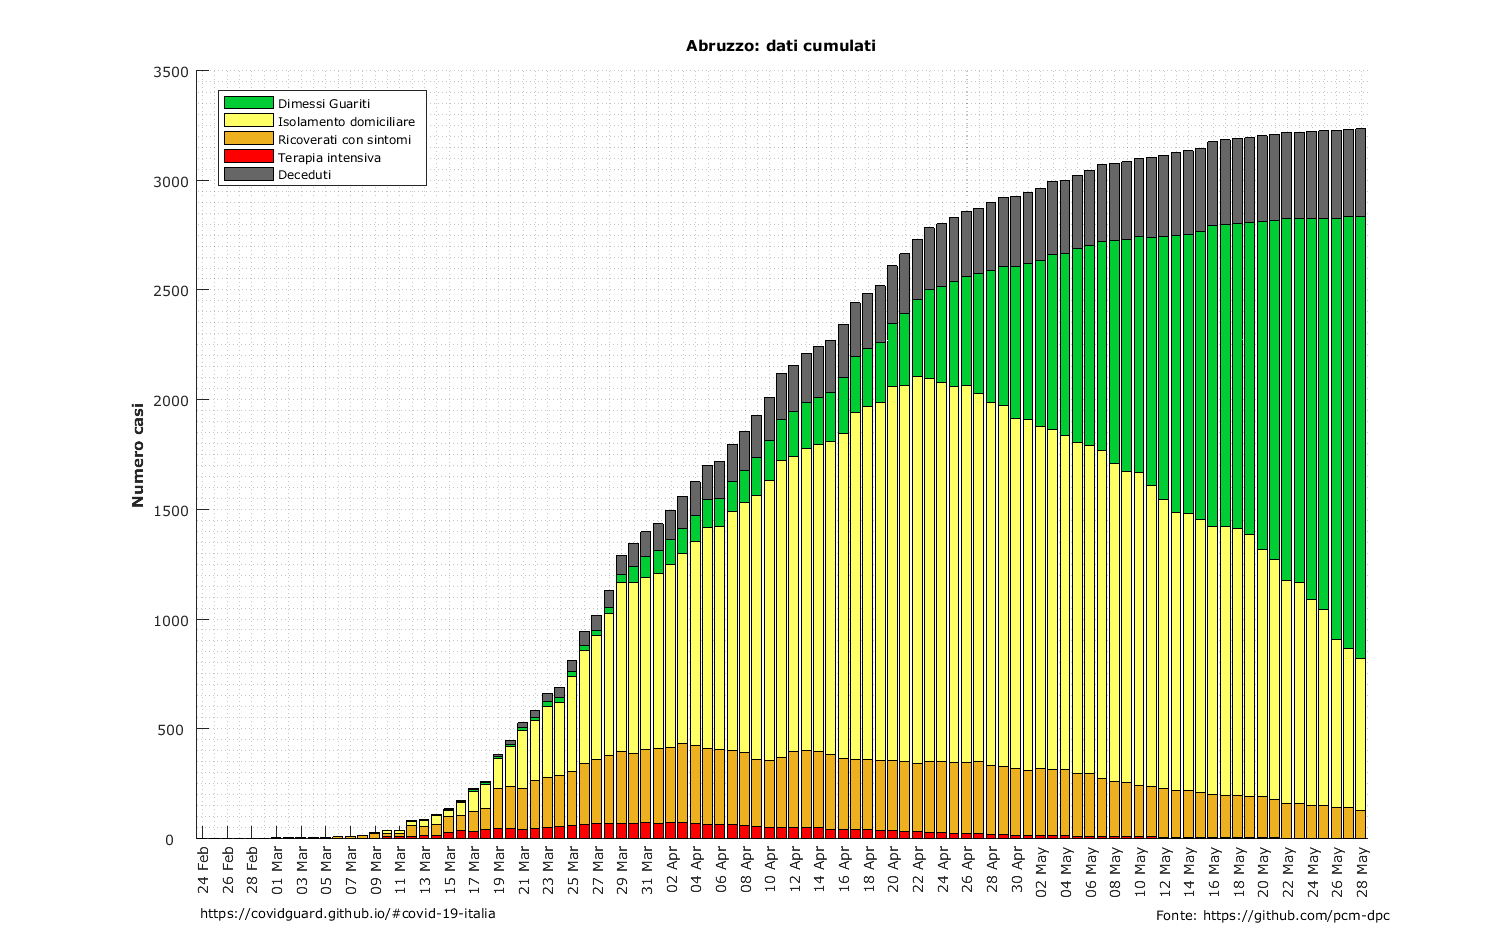 Abruzzo: dati cumulati
3500
3000
2500
2000
1500
1000
500
0
Numero casi
Dimessi Guariti
Isolamento domiciliare
Ricoverati con sintomi
Terapia intensiva
Deceduti
24 Feb
26 Feb
28 Feb
01 Mar
03 Mar
05 Mar
07 Mar
09 Mar
11 Mar
13 Mar
15 Mar
17 Mar
19 Mar
21 Mar
23 Mar
25 Mar
27 Mar
29 Mar
31 Mar
02 Apr
04 Apr
06 Apr
08 Apr
10 Apr
12 Apr
14 Apr
16 Apr
18 Apr
20 Apr
22 Apr
24 Apr
26 Apr
28 Apr
30 Apr
02 May
04 May
06 May
08 May
10 May
12 May
14 May
16 May
18 May
20 May
22 May
24 May
26 May
28 May
https://covidguard.github.io/#covid-19-italia
Fonte: https://github.com/pcm-dpc